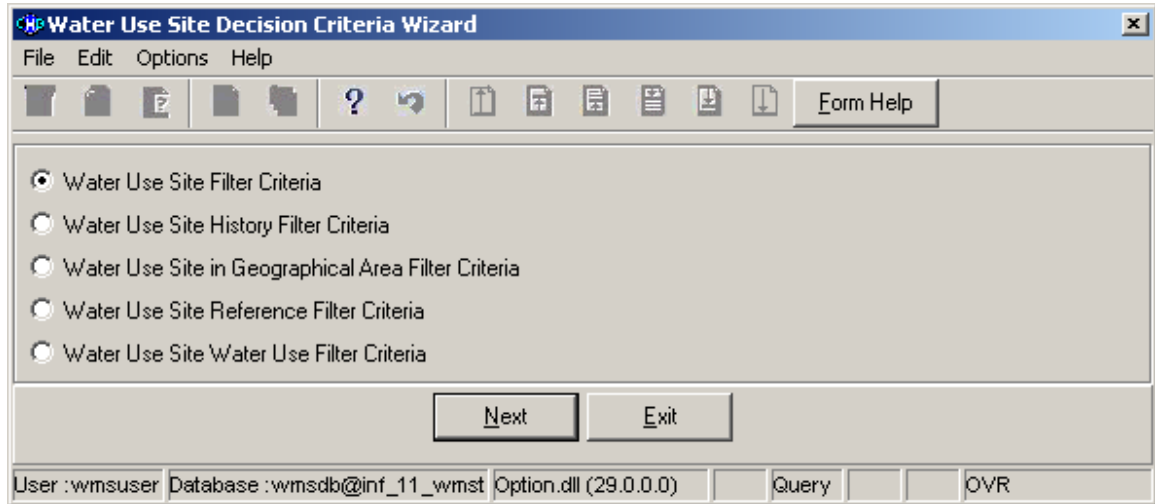 CHP Water Use Site Decision Criteria Wizard
File Edit Options Help
? ? Form Help
Water Use Site Filter Criteria
Water Use Site History Filter Criteria
Water Use Site in Geographical Area Filter Criteria
Water Use Site Reference Filter Criteria
Water Use Site Water Use Filter Criteria
Next Exit
User :wmsuser Database :wmsdb@inf_11_wmst Option.dll (29.0.0.0) Query OVR